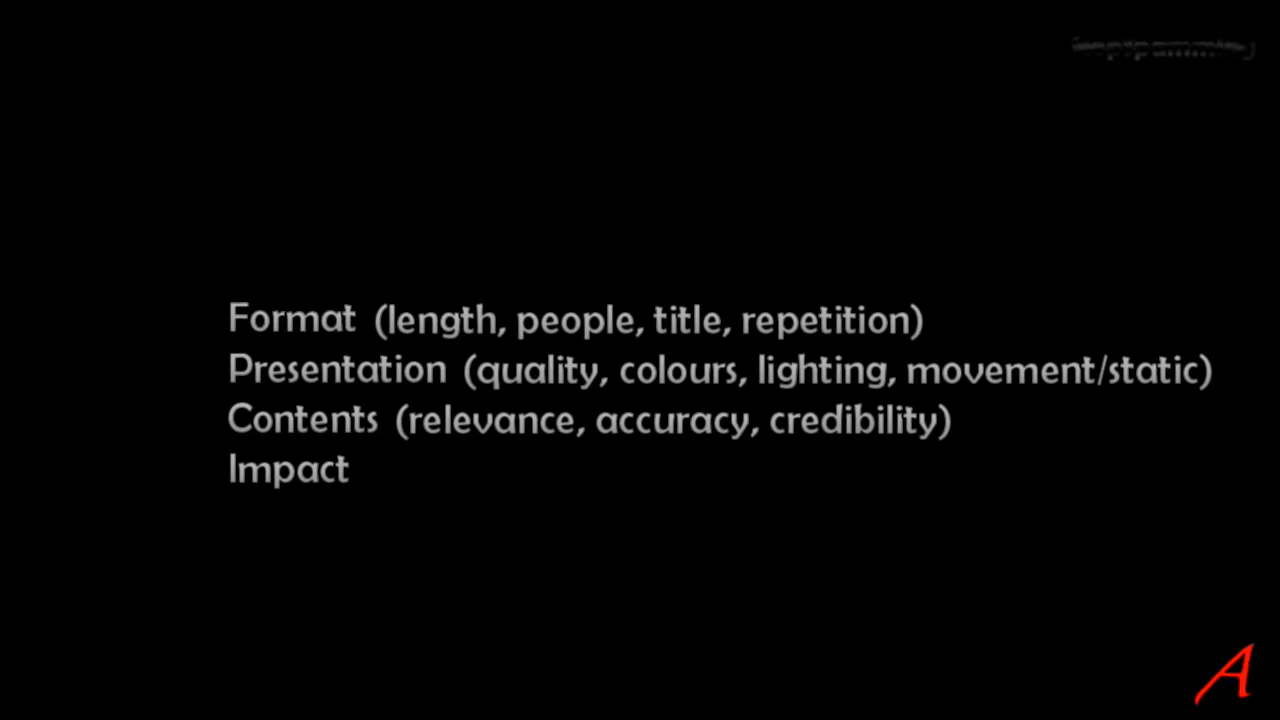 Format (length, people, title, repetition)
Presentation (quality, colours, lighting, movement/static)
Contents (relevance, accuracy, credibility)
Impact
A